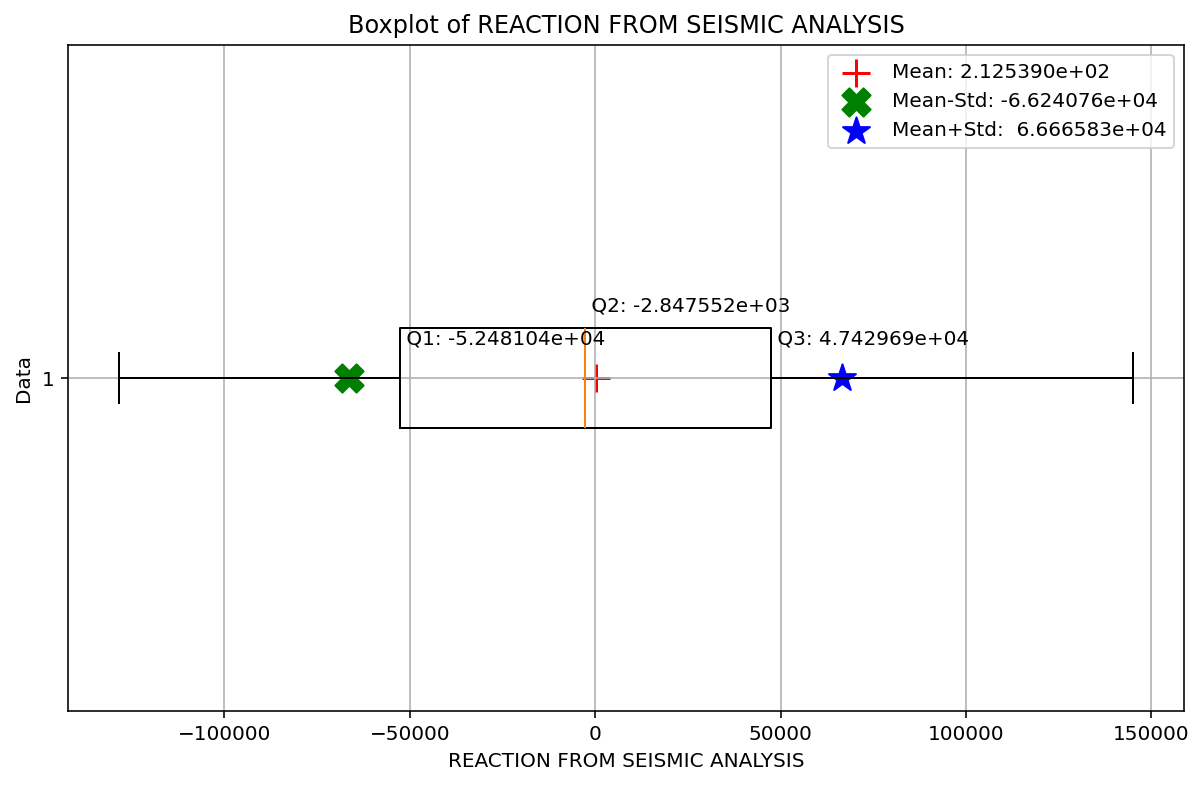 Boxplot of REACTION FROM SEISMIC ANALYSIS
Mean: 2.125390e+02
Mean-Std: -6.624076e+04
Mean+Std:  6.666583e+04
Q2: -2.847552e+03
Q1: -5.248104e+04
Q3: 4.742969e+04
Data
1
−100000
−50000
0
50000
100000
150000
REACTION FROM SEISMIC ANALYSIS